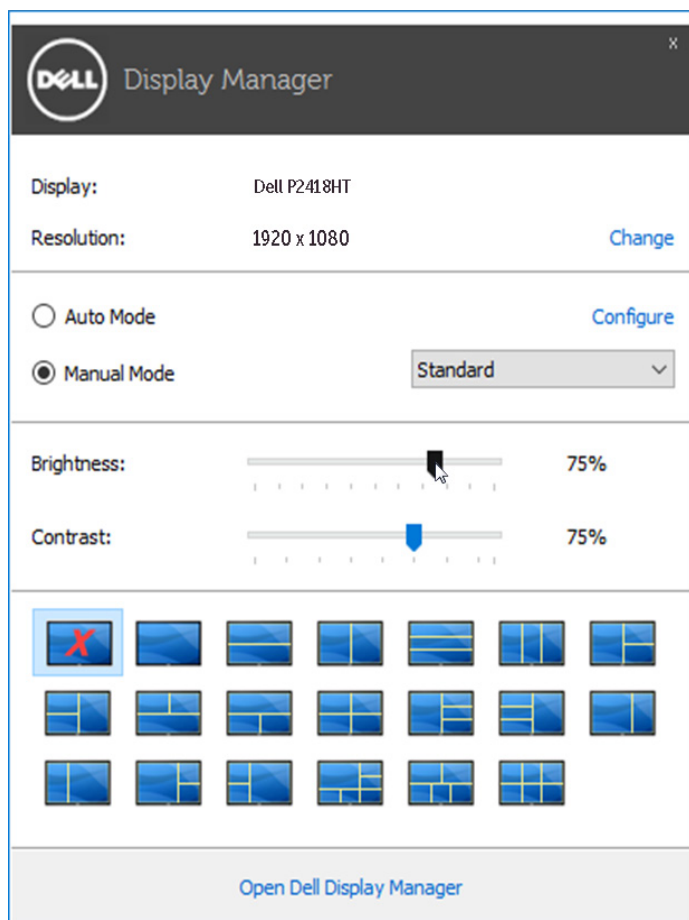 x
DELL Display Manager
Display: Dell P2418HT
Resolution: 1920 x 1080 Change
Auto Mode Configure
Manual Mode Standard
Brightness: 75%
Contrast: 75%
X
Open Dell Display Manager